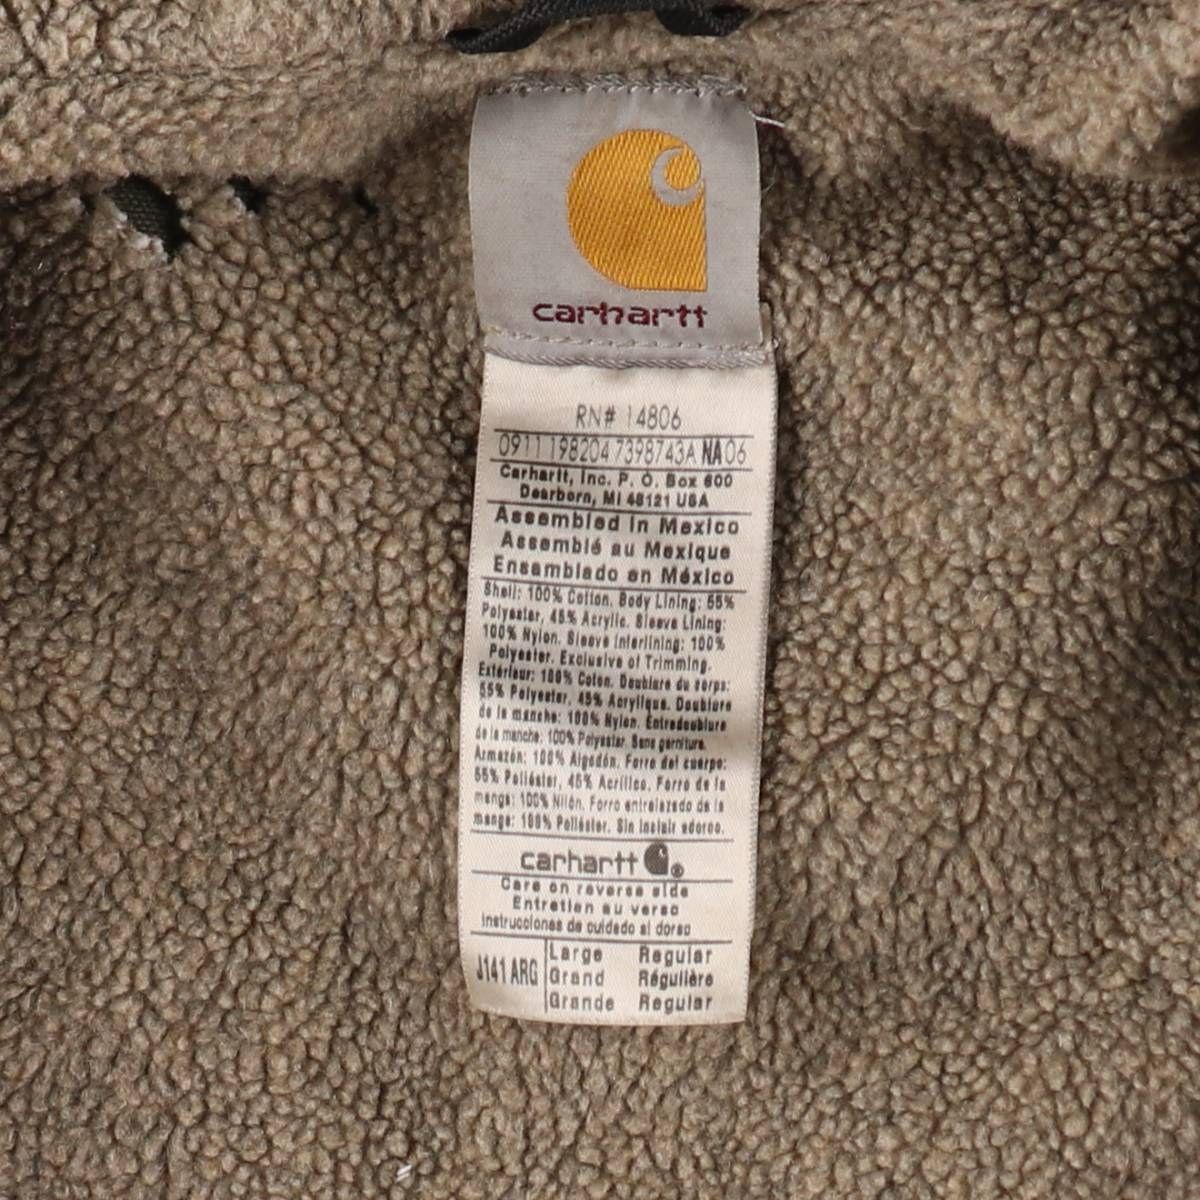 carhartt
RN# 14806
0911 198204 7398743A NA 06
Carhartt, Inc. P. O. Box 600
Dearborn, MI 48121 USA
Assembled in Mexico
Assemblé au Mexique
Ensamblado en México
Shell: 100% Cotton. Body Lining: 55%
Polyester, 45% Acrylic. Sleeve Lining:
100% Nylon. Sleeve Interlining: 100%
Polyester. Exclusive of Trimming.
Extérieur: 100% Coton. Doublure du corps:
55% Polyester, 45% Acrylique. Doublure
de la manche: 100% Nylon. Entredoublure
de la manche: 100% Polyester. Sans garniture.
Armazón: 100% Algodón. Forro del cuerpo:
55% Poliéster, 45% Acrílico. Forro de la
manga: 100% Nilón. Forro entrelazado de la
manga: 100% Poliéster. Sin incluir adorno.
carhartt ®
Care on reverse side
Entretien au verso
instrucciones de cuidado al dorso
J141 ARG Large Regular
Grand Régulière
Grande Regular